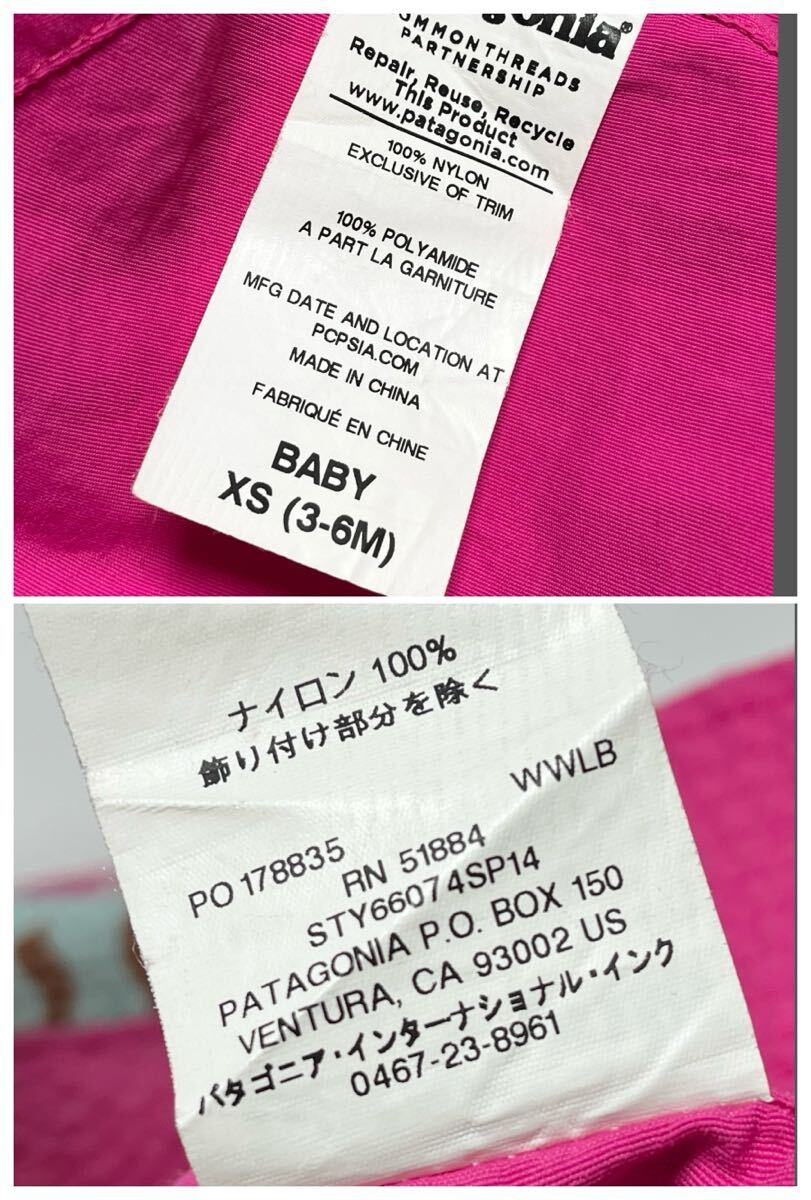 OMMON THREADS
PARTNERSHIP
Repair, Reuse, Recycle
This Product
www.patagonia.com
100% NYLON
EXCLUSIVE OF TRIM
100% POLYAMIDE
A PART LA GARNITURE
MFG DATE AND LOCATION AT
PCPSIA.COM
MADE IN CHINA
FABRIQUÉ EN CHINE
BABY
XS (3-6M)
ナイロン 100%
飾り付け部分を除く
WWLB
PO 178835
RN 51884
STY66074SP14
PATAGONIA P.O. BOX 150
VENTURA, CA 93002 US
パタゴニア・インターナショナル・インク
0467-23-8961